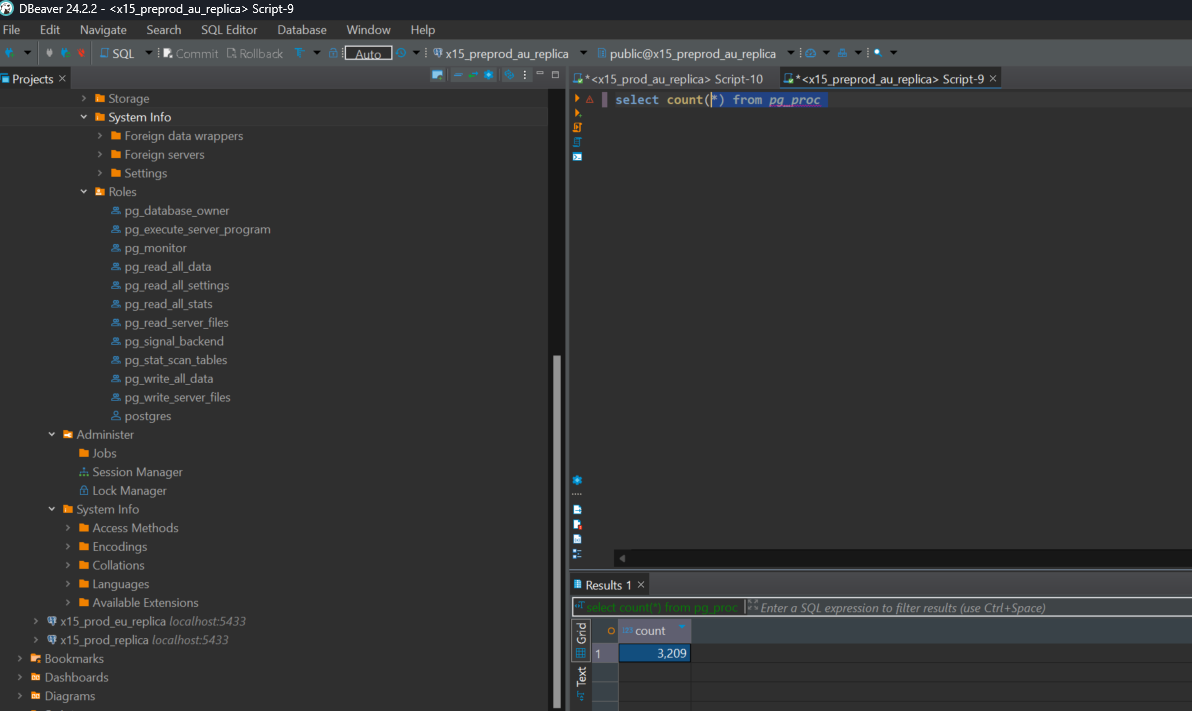 DBeaver 24.2.2 - <x15_preprod_au_replica> Script-9
File Edit Navigate Search SQL Editor Database Window Help
SQL Commit Rollback Auto x15_preprod_au_replica public@x15_preprod_au_replica
Projects
*<x15_prod_au_replica> Script-10 *<x15_preprod_au_replica> Script-9
Storage
System Info
Foreign data wrappers
Foreign servers
Settings
Roles
pg_database_owner
pg_execute_server_program
pg_monitor
pg_read_all_data
pg_read_all_settings
pg_read_all_stats
pg_read_server_files
pg_signal_backend
pg_stat_scan_tables
pg_write_all_data
pg_write_server_files
postgres
Administer
Jobs
Session Manager
Lock Manager
System Info
Access Methods
Encodings
Collations
Languages
Available Extensions
x15_prod_eu_replica localhost:5433
x15_prod_replica localhost:5433
Bookmarks
Dashboards
Diagrams
select count(*) from pg_proc
Results 1
select count(*) from pg_proc Enter a SQL expression to filter results (use Ctrl+Space)
Grid
123 count
1 3,209
Text